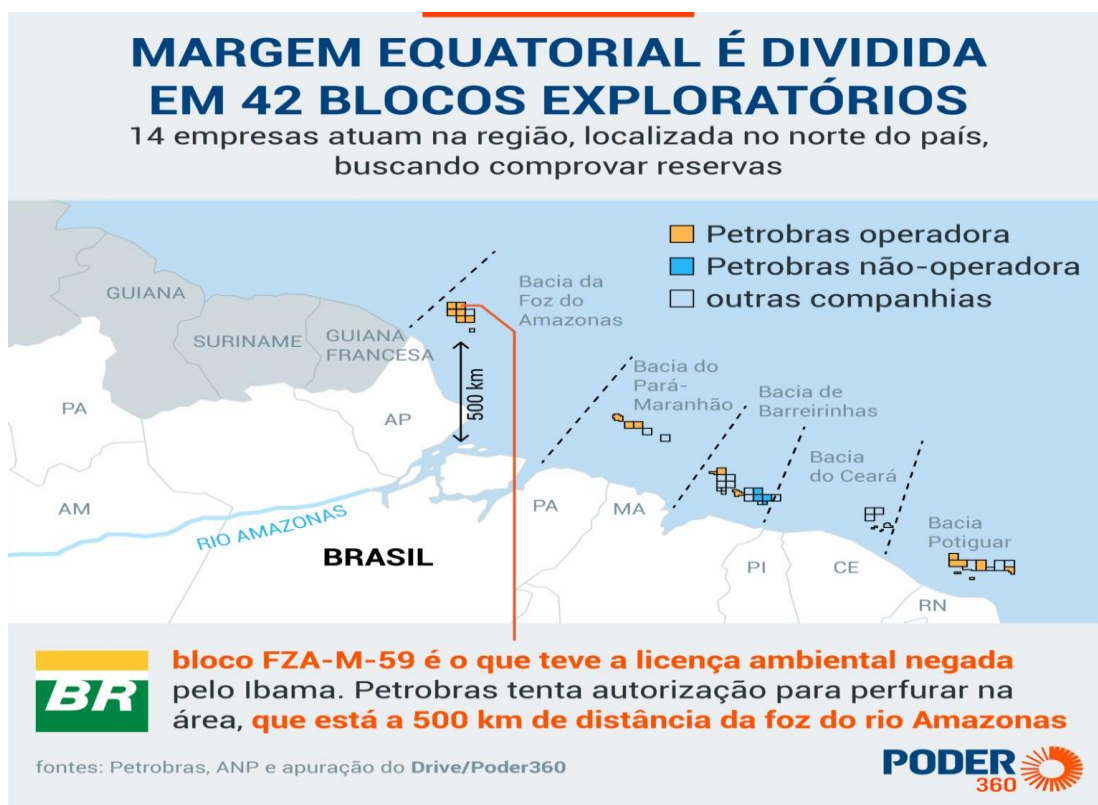 MARGEM EQUATORIAL É DIVIDIDA
EM 42 BLOCOS EXPLORATÓRIOS
14 empresas atuam na região, localizada no norte do país,
buscando comprovar reservas
Petrobras operadora
Petrobras não-operadora
outras companhias
GUIANA
SURINAME
GUIANA
FRANCESA
Bacia da
Foz do
Amazonas
500 km
Bacia do
Pará-
Maranhão
Bacia de
Barreirinhas
Bacia
do Ceará
Bacia
Potiguar
PA
AP
AM
RIO AMAZONAS
BRASIL
PA
MA
PI
CE
RN
BR
bloco FZA-M-59 é o que teve a licença ambiental negada
pelo Ibama. Petrobras tenta autorização para perfurar na
área, que está a 500 km de distância da foz do rio Amazonas
fontes: Petrobras, ANP e apuração do Drive/Poder360
PODER
360